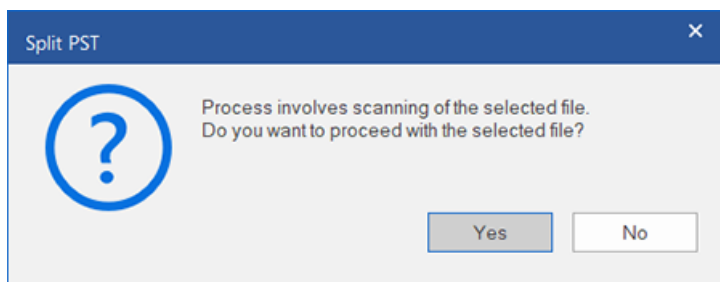 Split PST
Process involves scanning of the selected file.
Do you want to proceed with the selected file?
Yes
No